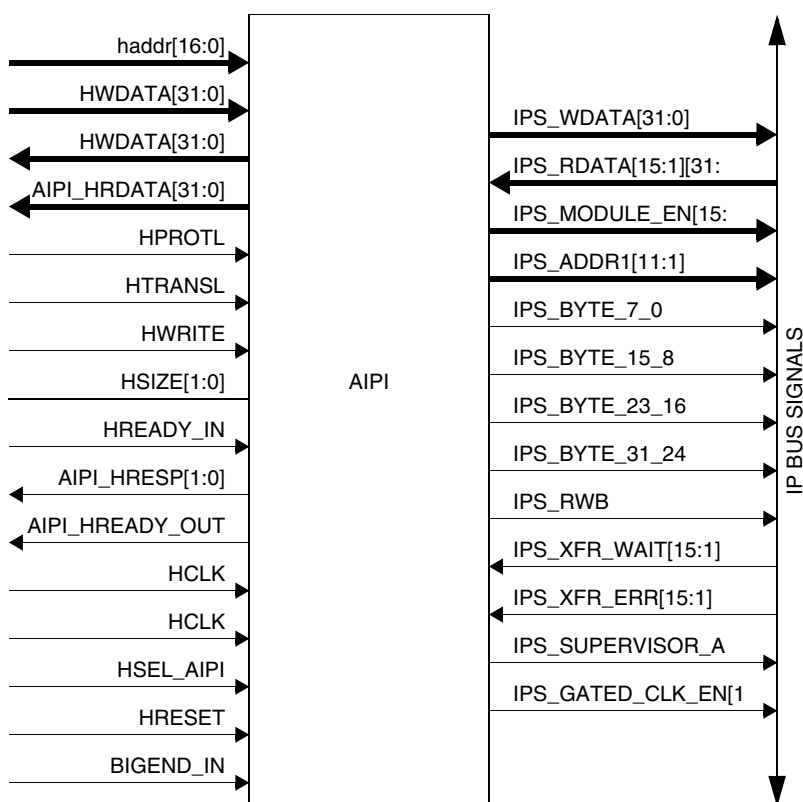 haddr[16:0]
HWDATA[31:0]
HWDATA[31:0]
AIPI_HRDATA[31:0]
HPROTL
HTRANSL
HWRITE
HSIZE[1:0]
HREADY_IN
AIPI_HRESP[1:0]
AIPI_HREADY_OUT
HCLK
HCLK
HSEL_AIPI
HRESET
BIGEND_IN
AIPI
IPS_WDATA[31:0]
IPS_RDATA[15:1][31:
IPS_MODULE_EN[15:
IPS_ADDR1[11:1]
IPS_BYTE_7_0
IPS_BYTE_15_8
IPS_BYTE_23_16
IPS_BYTE_31_24
IPS_RWB
IPS_XFR_WAIT[15:1]
IPS_XFR_ERR[15:1]
IPS_SUPERVISOR_A
IPS_GATED_CLK_EN[1
IP BUS SIGNALS